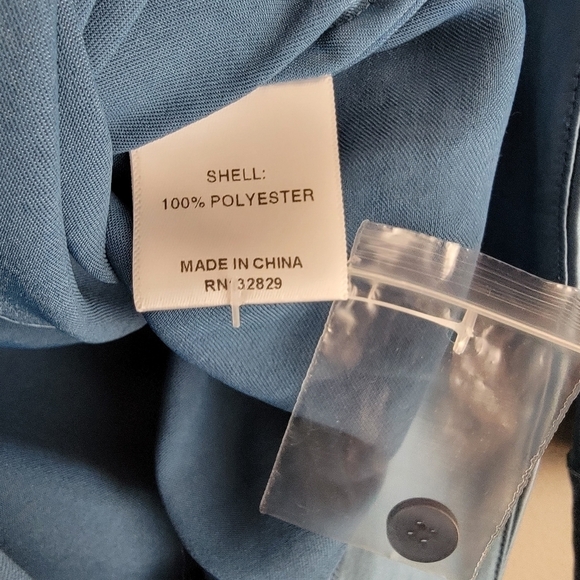 SHELL:
100% POLYESTER
MADE IN CHINA
RN 32829